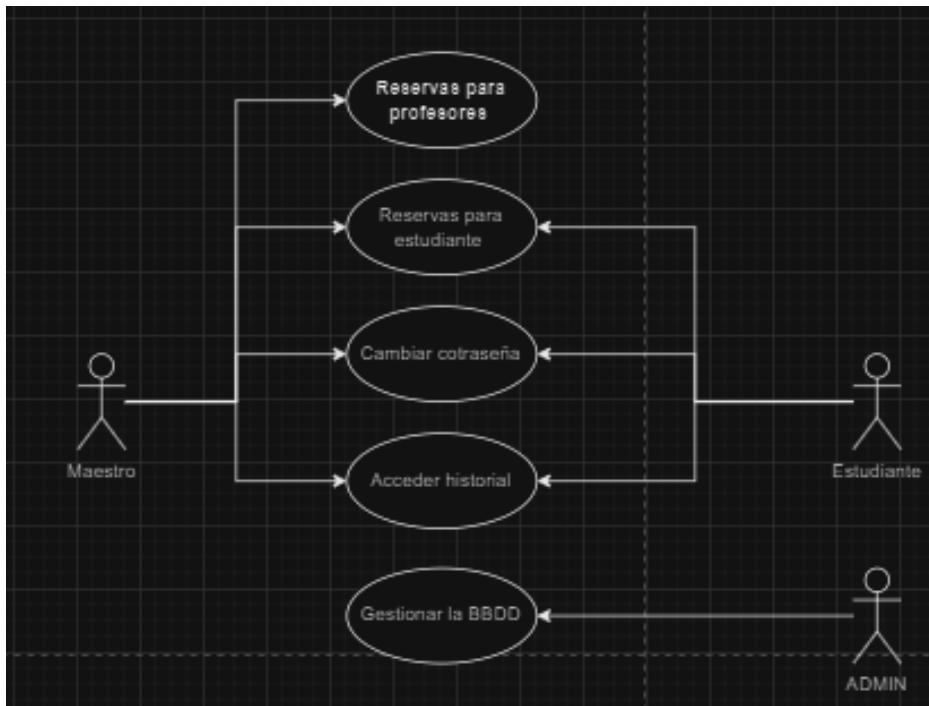 Reservas para
profesores
Reservas para
estudiante
Cambiar cotraseña
Acceder historial
Maestro
Estudiante
Gestionar la BBDD
ADMIN